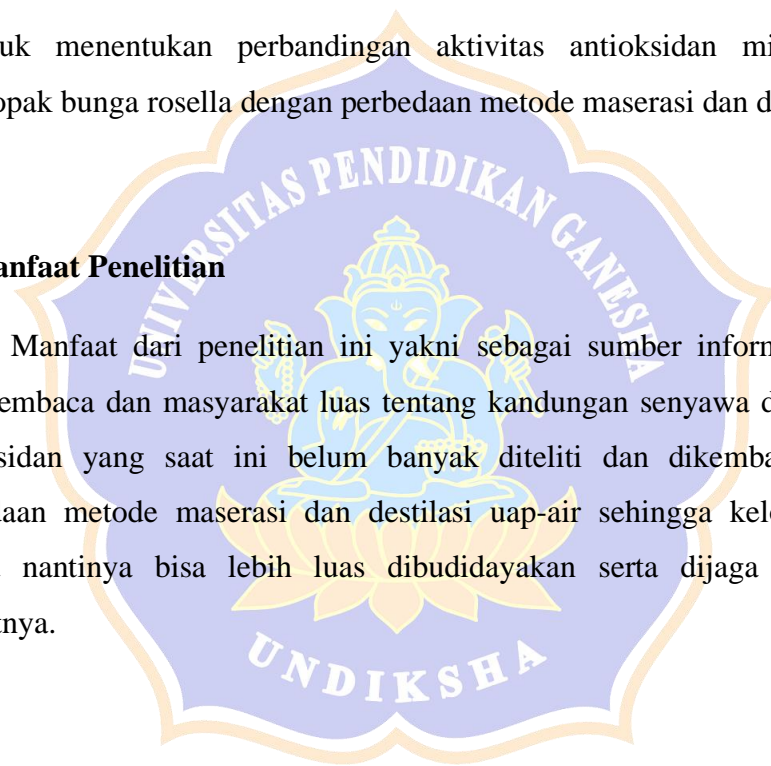 uk menentukan perbandingan aktivitas antioksidan mi
opak bunga rosella dengan perbedaan metode maserasi dan d
UNIVERSITAS PENDIDIKAN GANESHA
anfaat Penelitian
Manfaat dari penelitian ini yakni sebagai sumber inforn
embaca dan masyarakat luas tentang kandungan senyawa d
sidan yang saat ini belum banyak diteliti dan dikemba
aan metode maserasi dan destilasi uap-air sehingga kelo
nantinya bisa lebih luas dibudidayakan serta dijaga
tnya.
UNDIKSHA